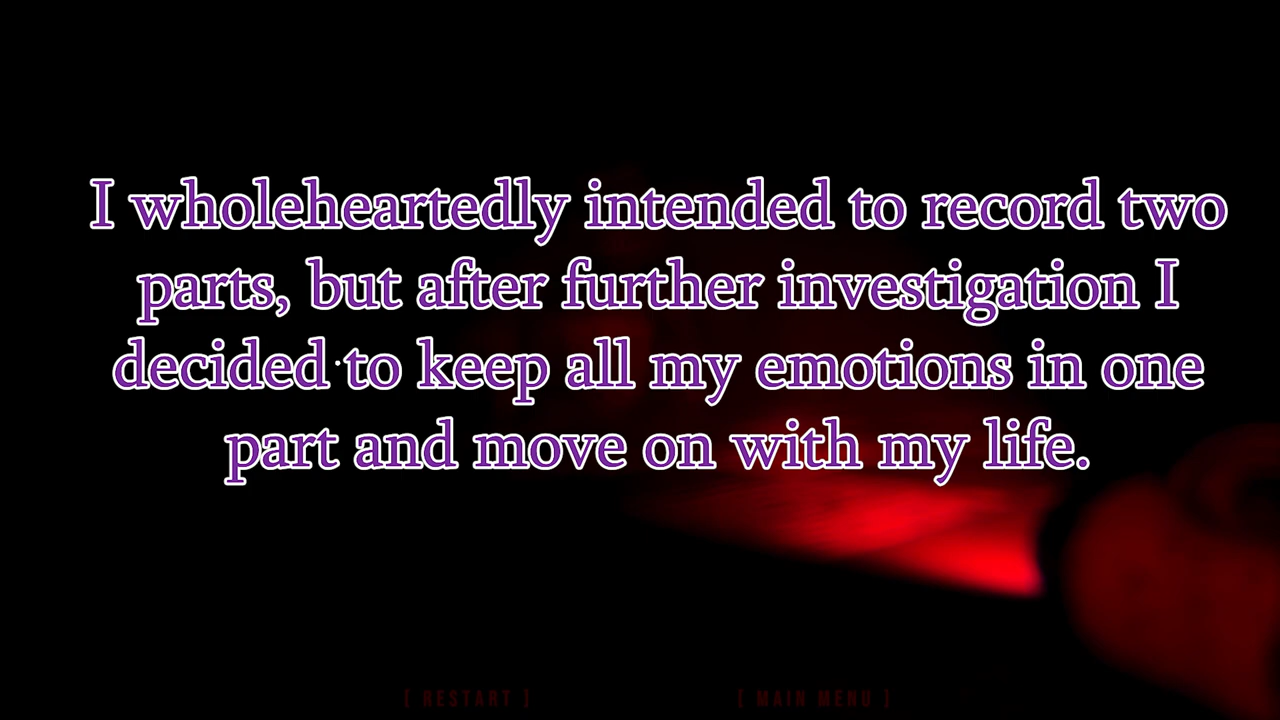 I wholeheartedly intended to record two
parts, but after further investigation I
decided to keep all my emotions in one
part and move on with my life.
[ RESTART ] [ MAIN MENU ]